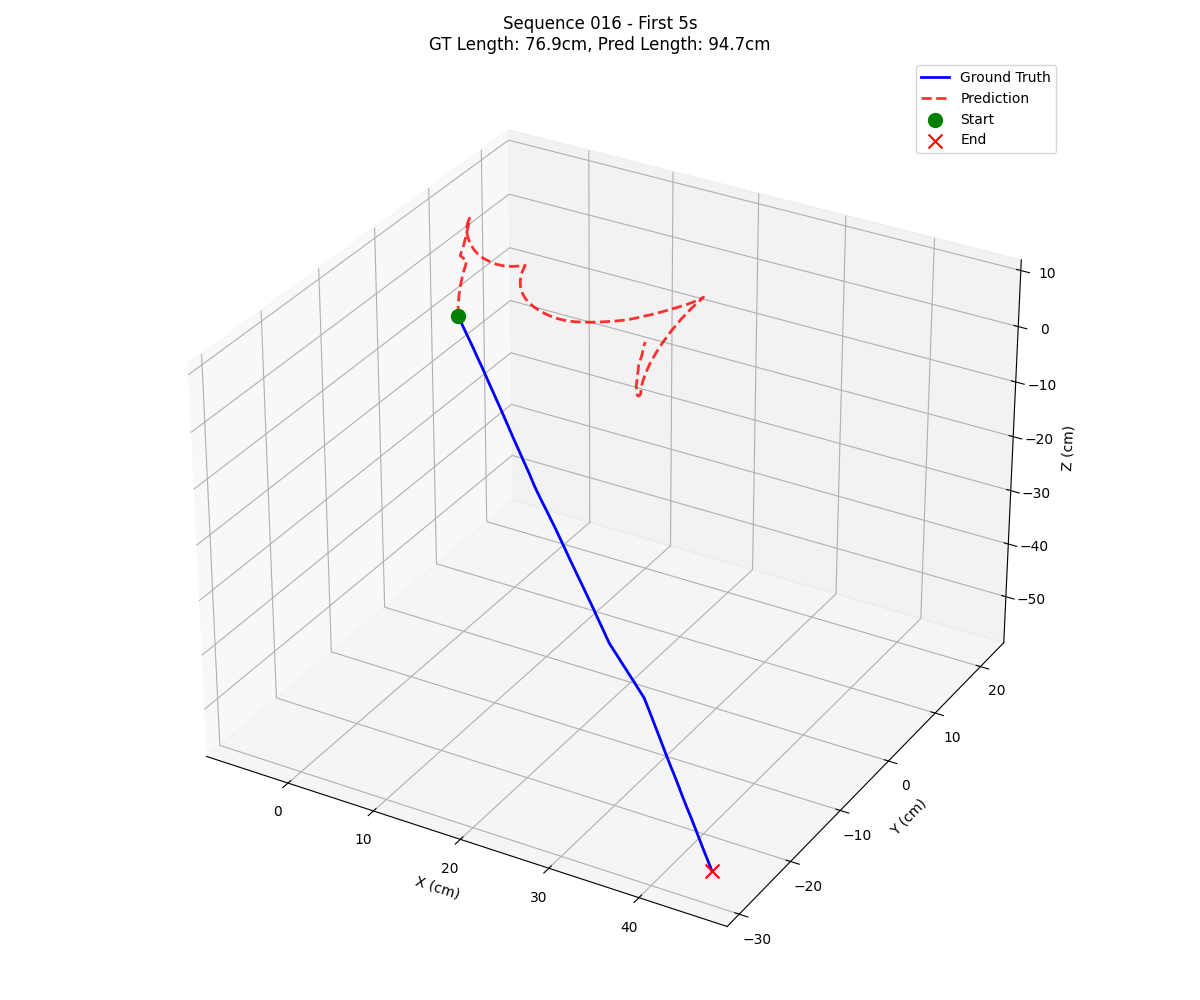 Sequence 016 - First 5s
GT Length: 76.9cm, Pred Length: 94.7cm
Ground Truth
Prediction
Start
End
10
0
−10
−20
−30
−40
−50
Z (cm)
20
10
0
−10
−20
−30
Y (cm)
0
10
20
30
40
X (cm)